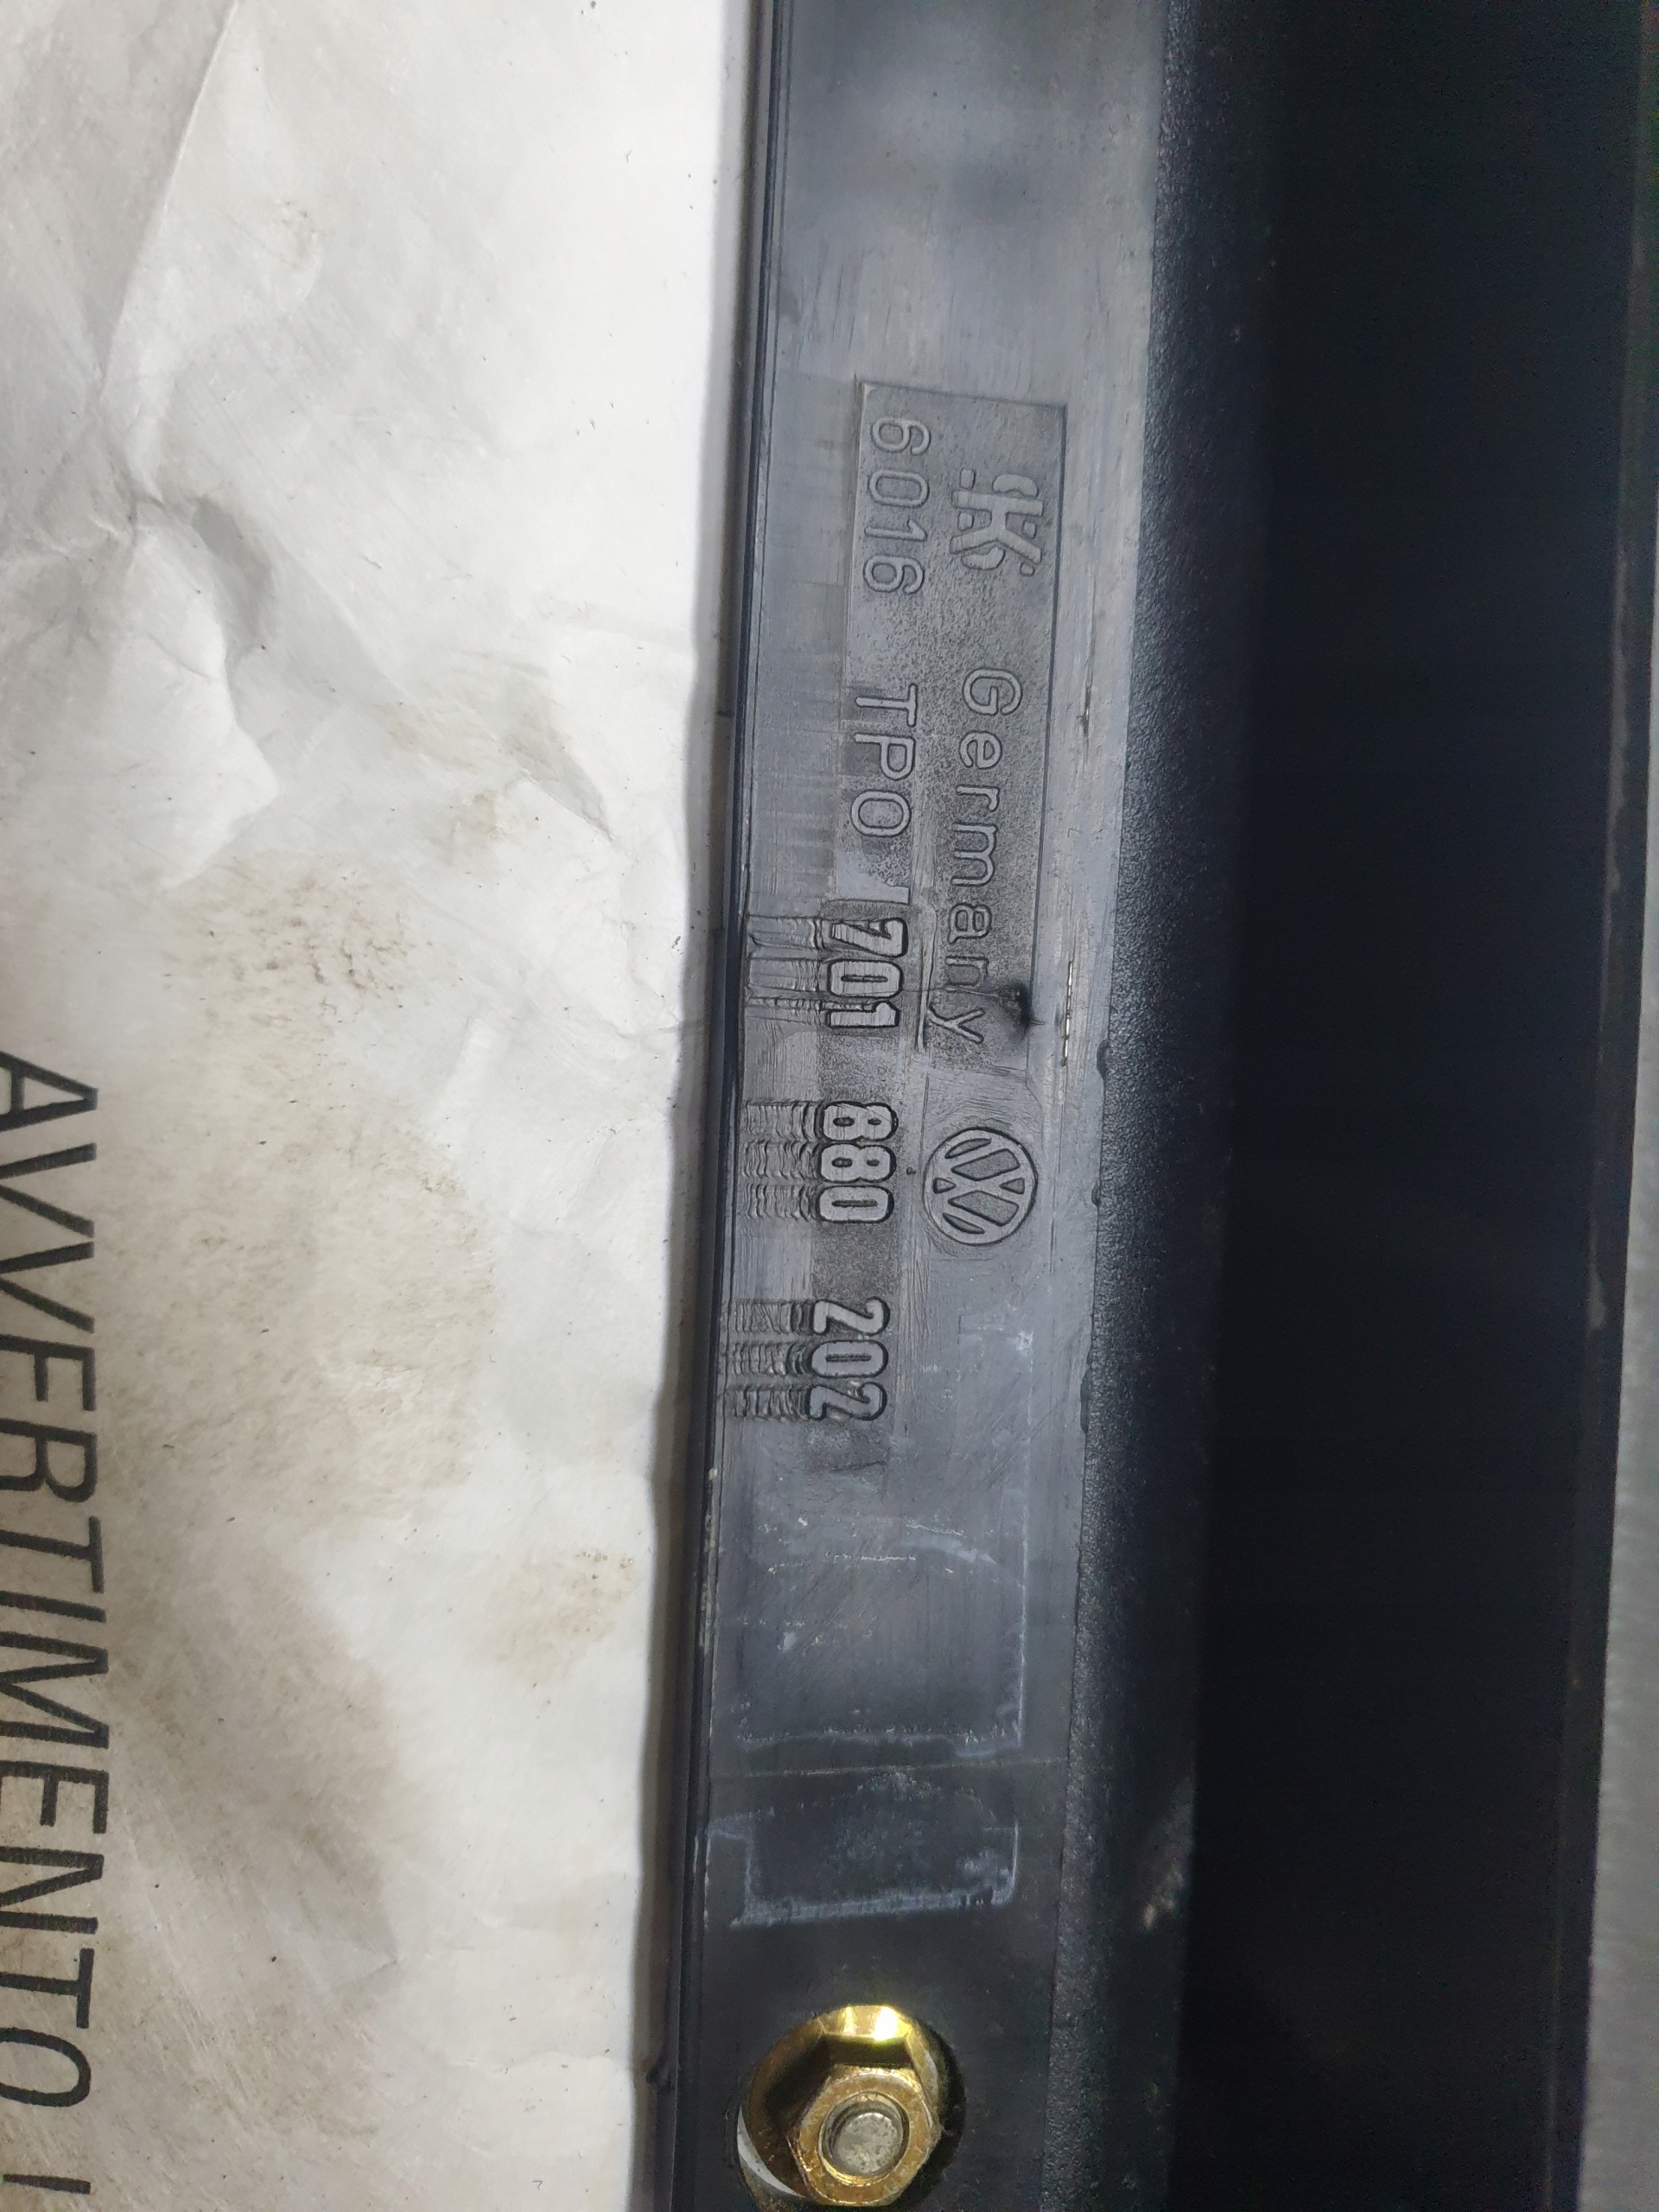 Germany
6016 TPO 701 880 202
AVVERTIMENTO